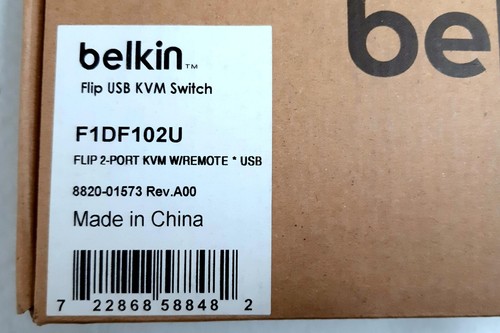 belkin™
Flip USB KVM Switch
F1DF102U
FLIP 2-PORT KVM W/REMOTE * USB
8820-01573 Rev.A00
Made in China
7 22868 58848 2
be